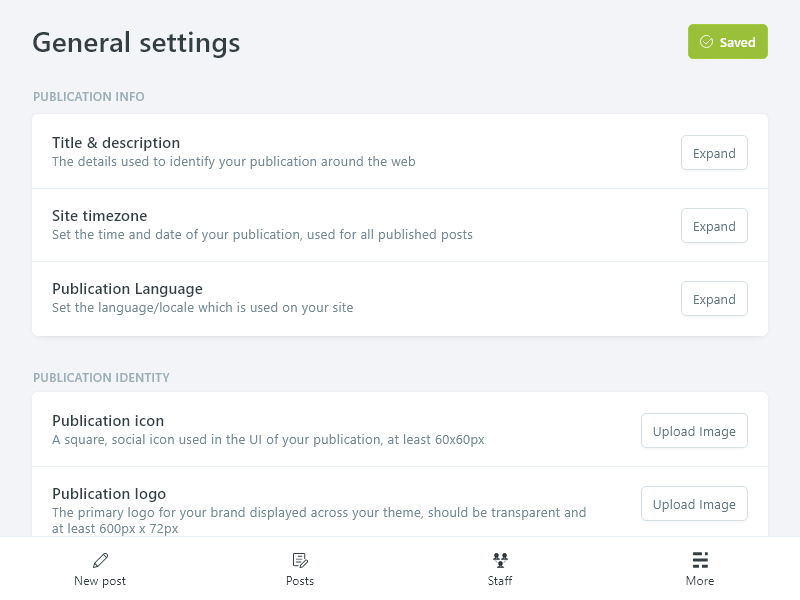 General settings
Saved
PUBLICATION INFO
Title & description
The details used to identify your publication around the web
Expand
Site timezone
Set the time and date of your publication, used for all published posts
Expand
Publication Language
Set the language/locale which is used on your site
Expand
PUBLICATION IDENTITY
Publication icon
A square, social icon used in the UI of your publication, at least 60x60px
Upload Image
Publication logo
The primary logo for your brand displayed across your theme, should be transparent and
at least 600px x 72px
Upload Image
New post
Posts
Staff
More